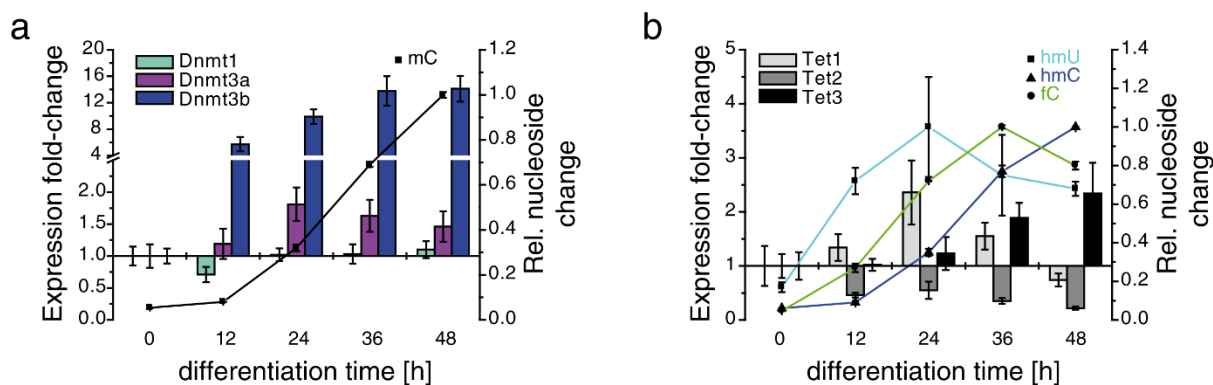 a
Expression fold-change
20
16
12
8
4
2.0
1.5
1.0
0.5
0.0
Dnmt1
Dnmt3a
Dnmt3b
mC
1.2
1.0
0.8
0.6
0.4
0.2
0.0
Rel. nucleoside
change
0 12 24 36 48
differentiation time [h]
b
Expression fold-change
5
4
3
2
1
0
Tet1
Tet2
Tet3
hmU
hmC
fC
1.4
1.2
1.0
0.8
0.6
0.4
0.2
0.0
Rel. nucleoside
change
0 12 24 36 48
differentiation time [h]